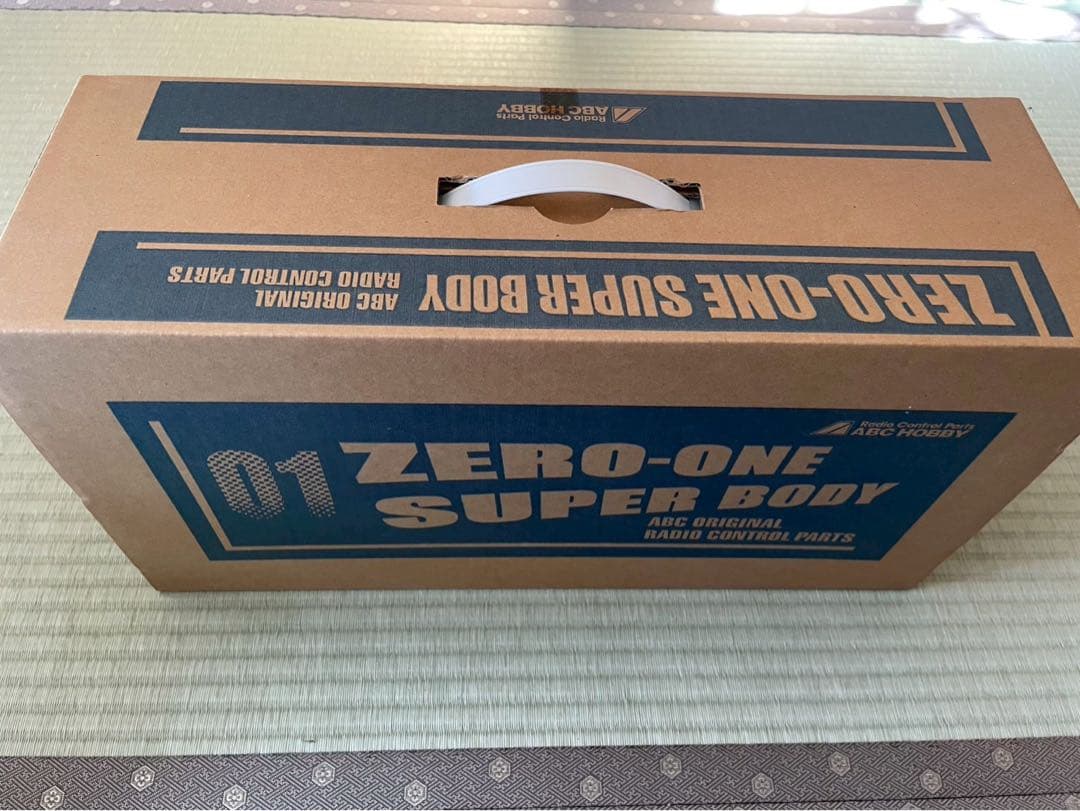 Radio Control Parts
ABC HOBBY
ZERO-ONE SUPER BODY
ABC ORIGINAL
RADIO CONTROL PARTS
Radio Control Parts
ABC HOBBY
01
ZERO-ONE
SUPER BODY
ABC ORIGINAL
RADIO CONTROL PARTS